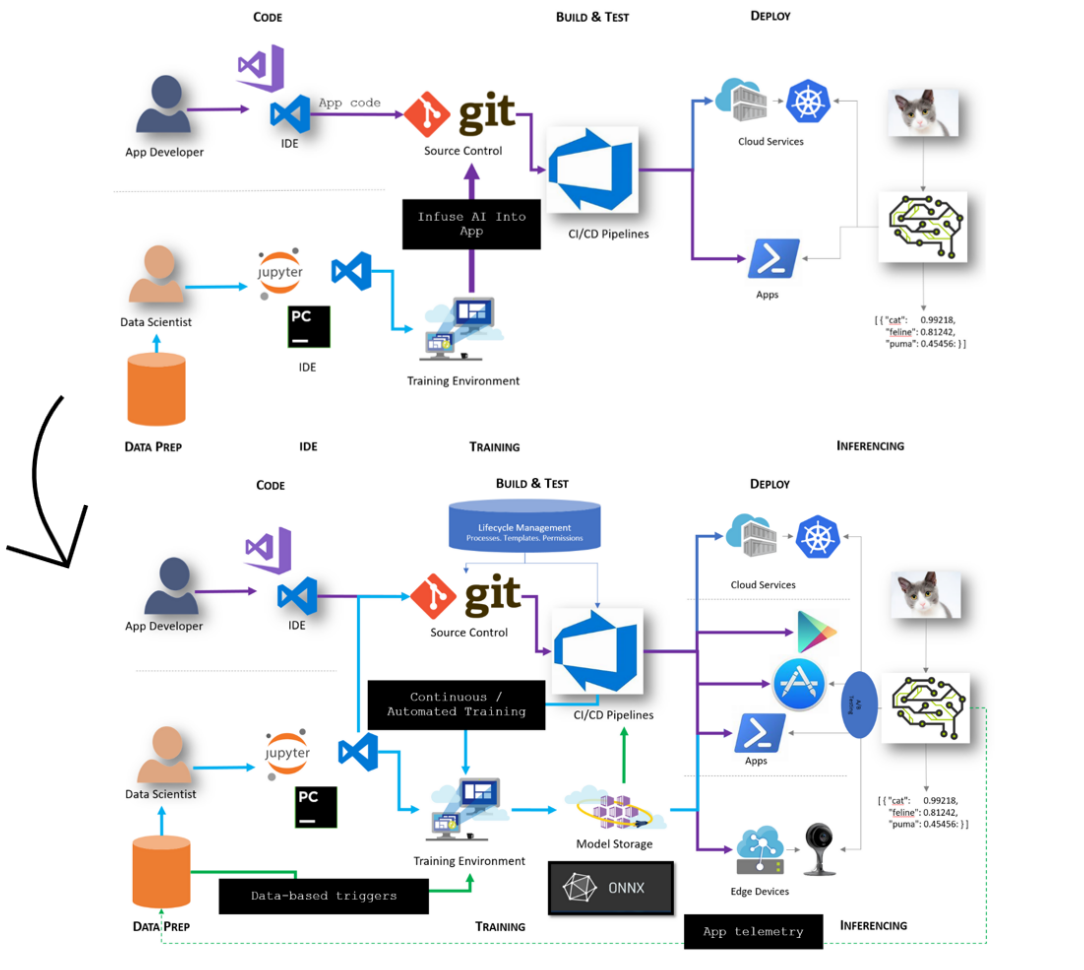 CODE
BUILD & TEST
DEPLOY
App code
git
App Developer
IDE
Source Control
Cloud Services
Infuse AI Into
App
CI/CD Pipelines
jupyter
PC
Apps
Data Scientist
IDE
Training Environment
[ { "cat": 0.99218,
"feline": 0.81242,
"puma": 0.45456: } ]
DATA PREP
IDE
TRAINING
INFERENCING
CODE
BUILD & TEST
DEPLOY
Lifecycle Management
Processes, Templates, Permissions
git
App Developer
IDE
Source Control
Cloud Services
Continuous /
Automated Training
CI/CD Pipelines
A/B
Testing
jupyter
PC
Apps
Data Scientist
[ { "cat": 0.99218,
"feline": 0.81242,
"puma": 0.45456: } ]
Training Environment
Model Storage
ONNX
Edge Devices
Data-based triggers
DATA PREP
TRAINING
App telemetry
INFERENCING